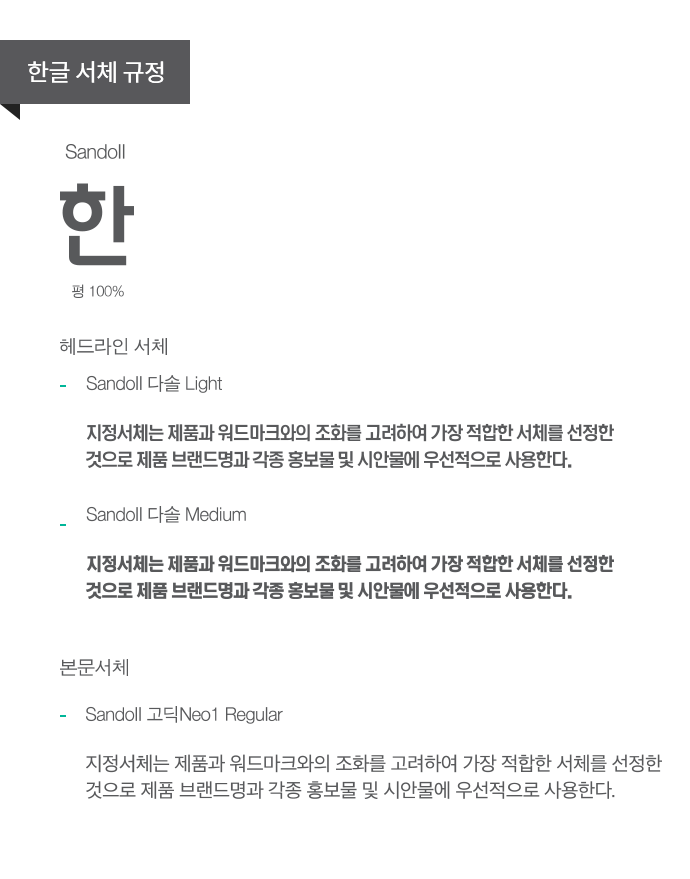 한글 서체 규정
Sandoll
한
평 100%
헤드라인 서체
- Sandoll 다솔 Light
지정서체는 제품과 워드마크와의 조화를 고려하여 가장 적합한 서체를 선정한
것으로 제품 브랜드명과 각종 홍보물 및 시안물에 우선적으로 사용한다.
- Sandoll 다솔 Medium
지정서체는 제품과 워드마크와의 조화를 고려하여 가장 적합한 서체를 선정한
것으로 제품 브랜드명과 각종 홍보물 및 시안물에 우선적으로 사용한다.
본문서체
- Sandoll 고딕Neo1 Regular
지정서체는 제품과 워드마크와의 조화를 고려하여 가장 적합한 서체를 선정한
것으로 제품 브랜드명과 각종 홍보물 및 시안물에 우선적으로 사용한다.